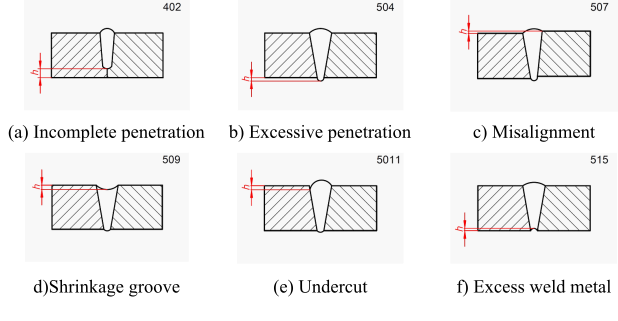 402 504 507
h h h
(a) Incomplete penetration b) Excessive penetration c) Misalignment
509 5011 515
h h h
d)Shrinkage groove (e) Undercut f) Excess weld metal